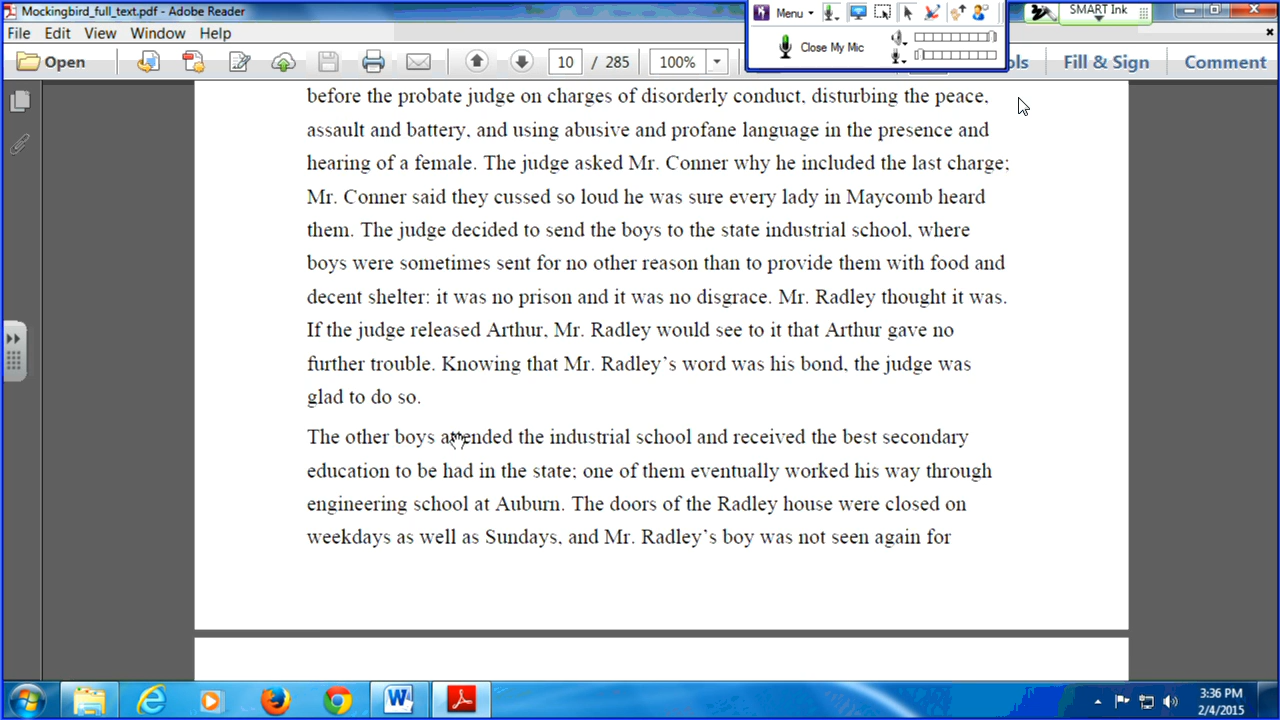 Mockingbird_full_text.pdf - Adobe Reader
Menu
SMART Ink
File Edit View Window Help
Close My Mic
Open
10 / 285
100%
Fill & Sign
Comment
before the probate judge on charges of disorderly conduct, disturbing the peace,
assault and battery, and using abusive and profane language in the presence and
hearing of a female. The judge asked Mr. Conner why he included the last charge;
Mr. Conner said they cussed so loud he was sure every lady in Maycomb heard
them. The judge decided to send the boys to the state industrial school, where
boys were sometimes sent for no other reason than to provide them with food and
decent shelter: it was no prison and it was no disgrace. Mr. Radley thought it was.
If the judge released Arthur, Mr. Radley would see to it that Arthur gave no
further trouble. Knowing that Mr. Radley’s word was his bond, the judge was
glad to do so.
The other boys attended the industrial school and received the best secondary
education to be had in the state; one of them eventually worked his way through
engineering school at Auburn. The doors of the Radley house were closed on
weekdays as well as Sundays, and Mr. Radley’s boy was not seen again for
3:36 PM
2/4/2015